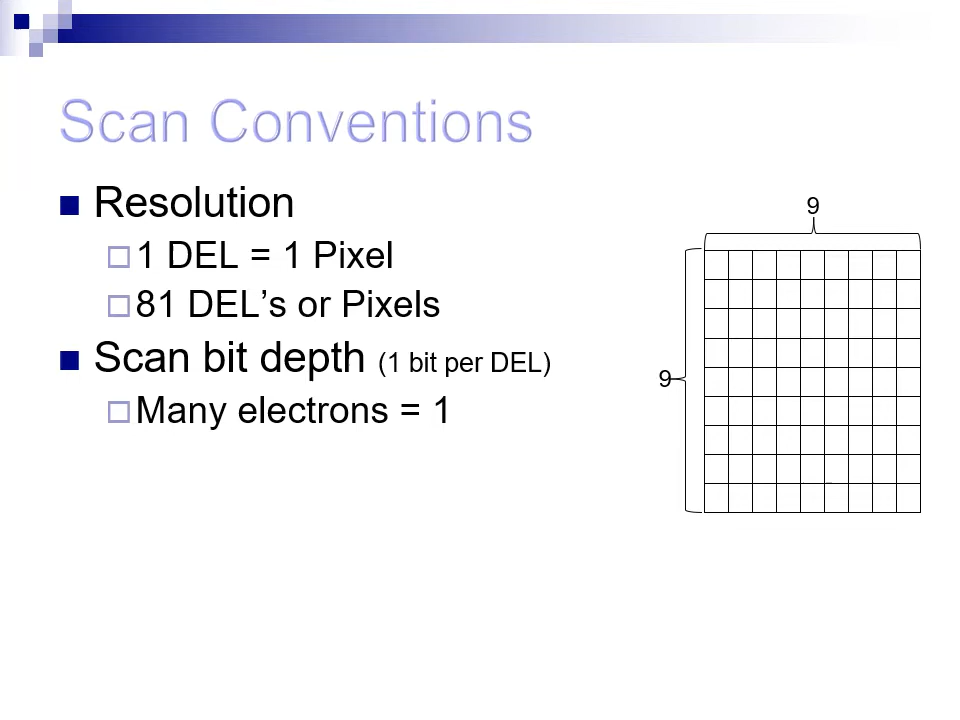 Scan Conventions
Resolution
1 DEL = 1 Pixel
81 DEL's or Pixels
Scan bit depth (1 bit per DEL)
Many electrons = 1
9
9